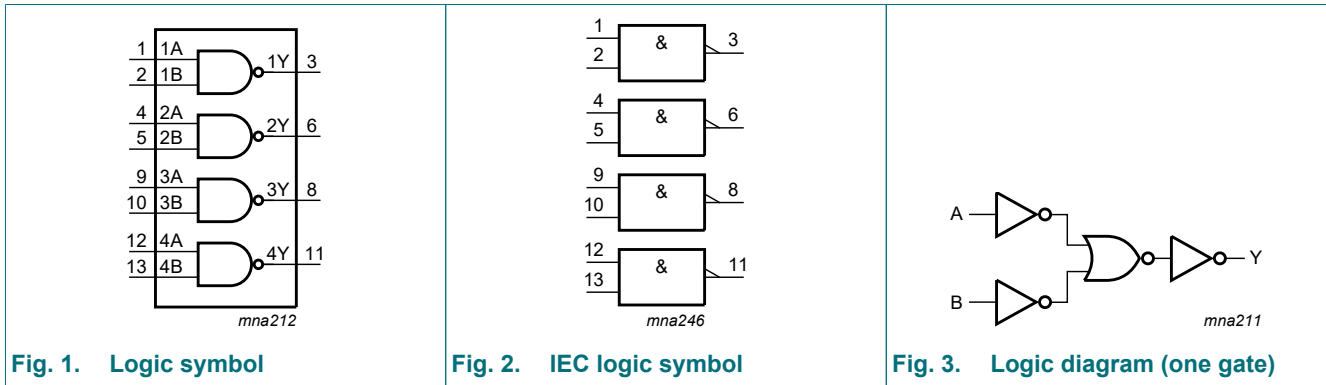 1 1A 1Y 3
2 1B
4 2A 2Y 6
5 2B
9 3A 3Y 8
10 3B
12 4A 4Y 11
13 4B
mna212
Fig. 1. Logic symbol
1 & 3
2
4 & 6
5
9 & 8
10
12 & 11
13
mna246
Fig. 2. IEC logic symbol
A
Y
B
mna211
Fig. 3. Logic diagram (one gate)